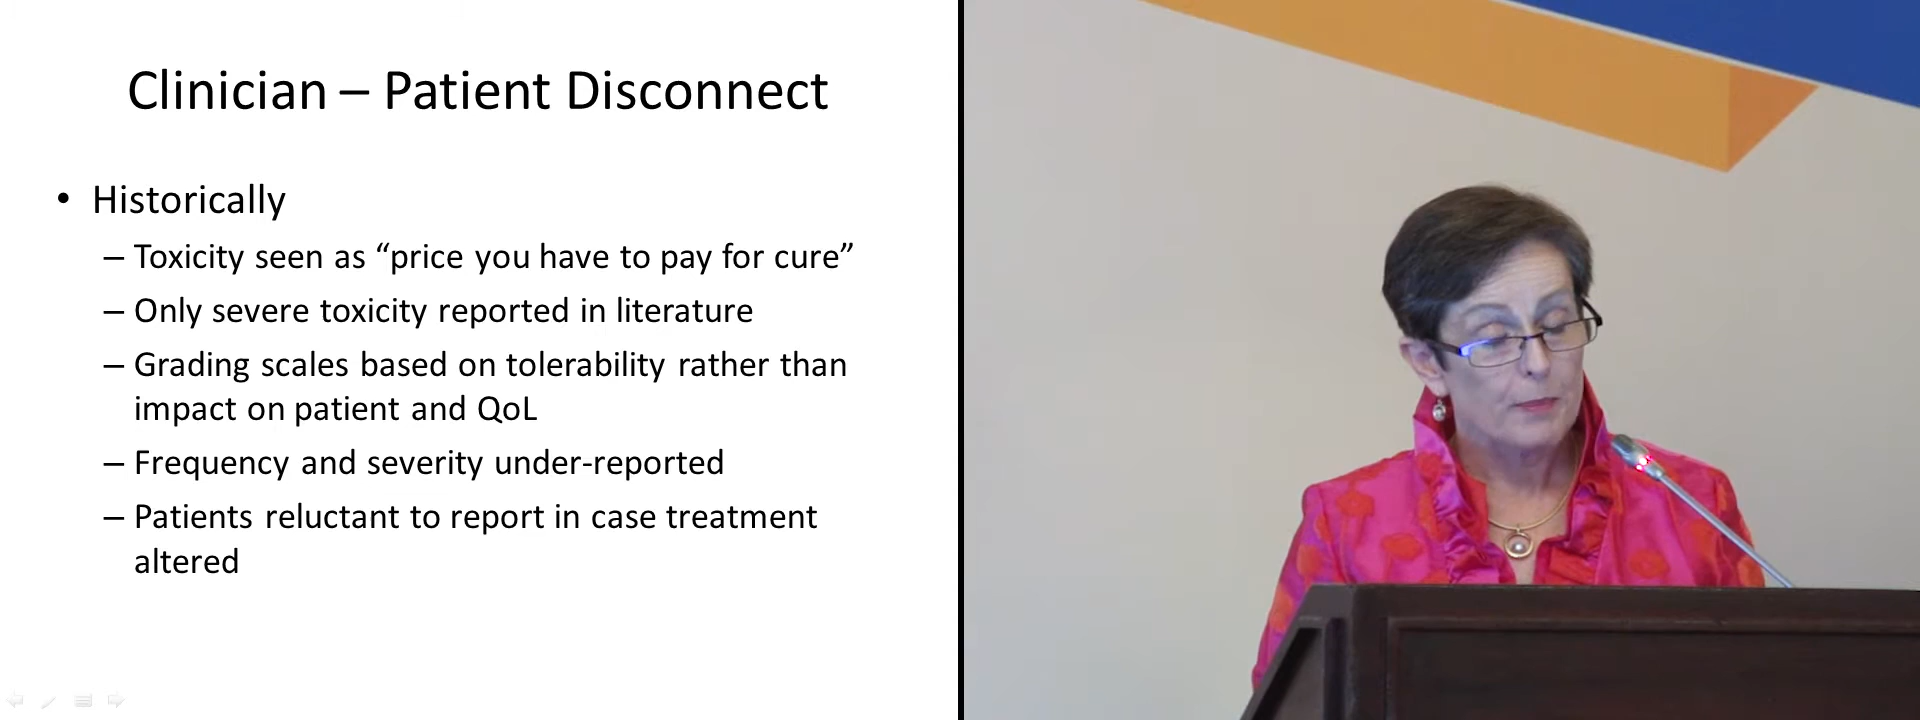 Clinician – Patient Disconnect
• Historically
– Toxicity seen as “price you have to pay for cure”
– Only severe toxicity reported in literature
– Grading scales based on tolerability rather than
impact on patient and QoL
– Frequency and severity under-reported
– Patients reluctant to report in case treatment
altered